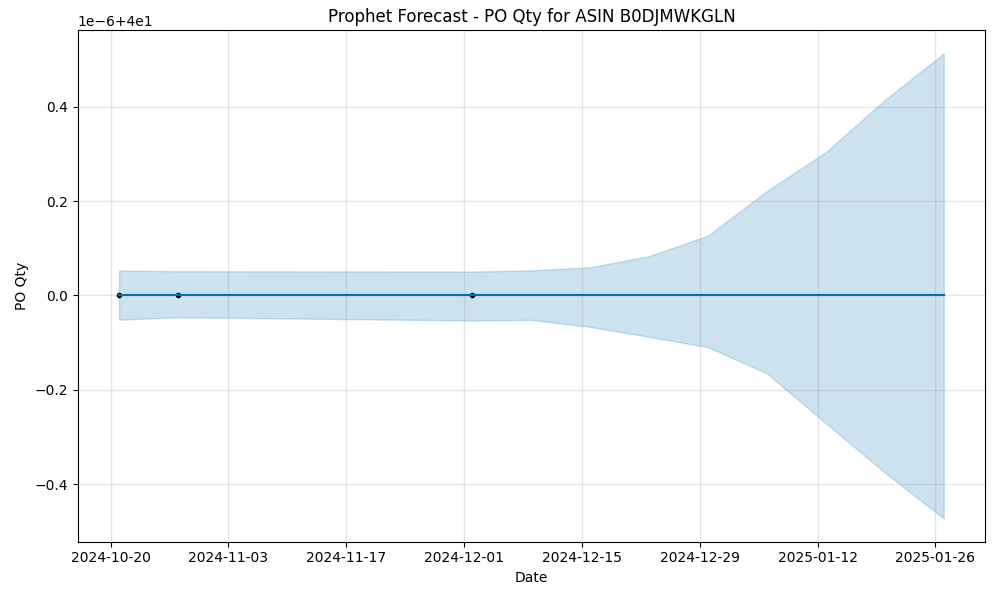 Prophet Forecast - PO Qty for ASIN B0DJMWKGLN
1e−6+4e1
0.4
0.2
0.0
−0.2
−0.4
PO Qty
2024-10-20 2024-11-03 2024-11-17 2024-12-01 2024-12-15 2024-12-29 2025-01-12 2025-01-26
Date